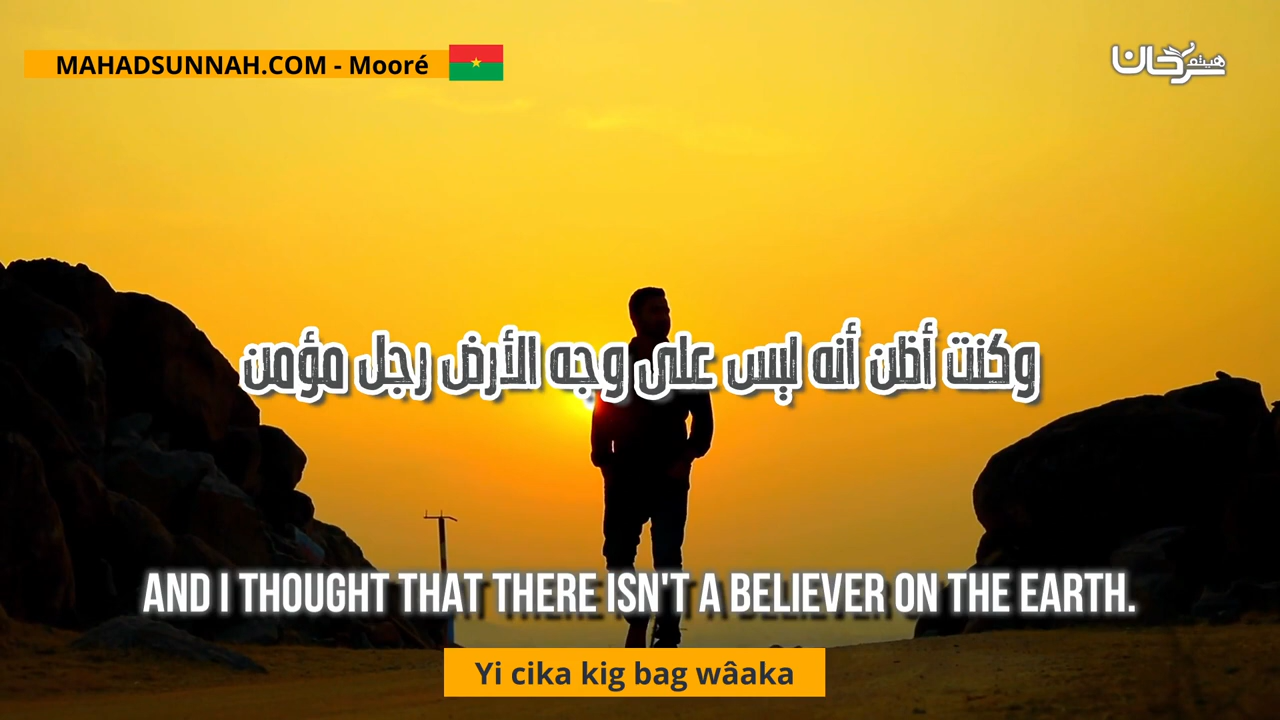 MAHADSUNNAH.COM - Mooré
هيثم سرحان
وكنت أظن أنه ليس على وجه الأرض رجل مؤمن
AND I THOUGHT THAT THERE ISN'T A BELIEVER ON THE EARTH.
Yi cika kig bag wâaka